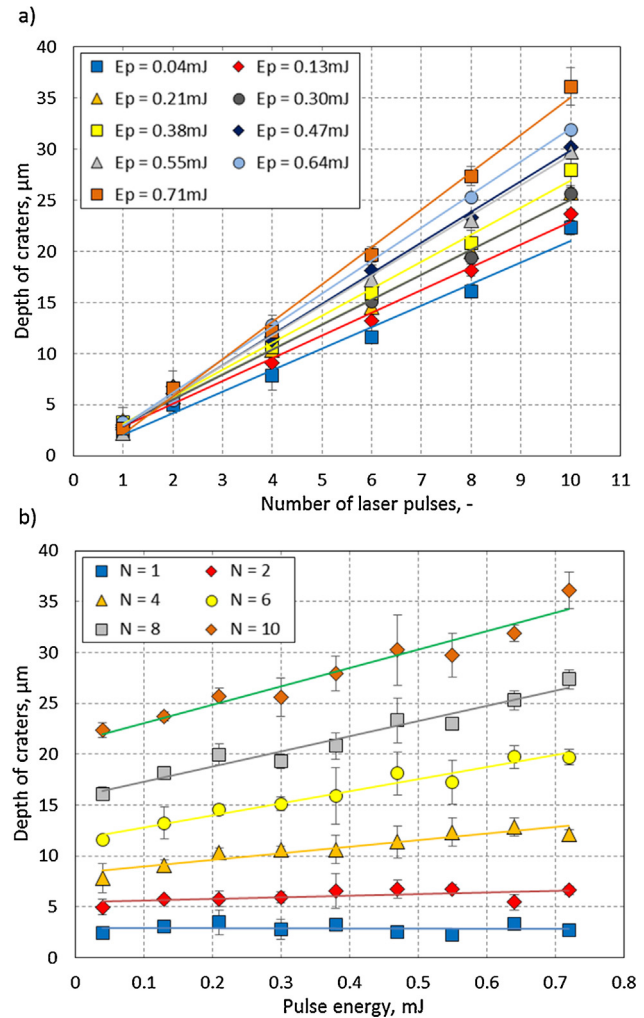 a)
40
35
30
25
20
15
10
5
0
Depth of craters, µm
Ep = 0.04mJ Ep = 0.13mJ
Ep = 0.21mJ Ep = 0.30mJ
Ep = 0.38mJ Ep = 0.47mJ
Ep = 0.55mJ Ep = 0.64mJ
Ep = 0.71mJ
0 1 2 3 4 5 6 7 8 9 10 11
Number of laser pulses, -
b)
40
35
30
25
20
15
10
5
0
Depth of craters, µm
N = 1 N = 2
N = 4 N = 6
N = 8 N = 10
0 0.1 0.2 0.3 0.4 0.5 0.6 0.7 0.8
Pulse energy, mJ